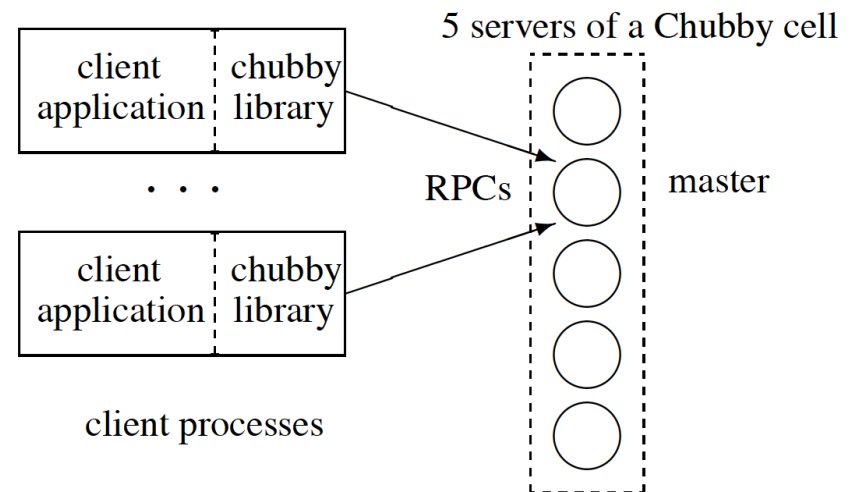 5 servers of a Chubby cell
client
application
chubby
library
. . .
RPCs
master
client
application
chubby
library
client processes